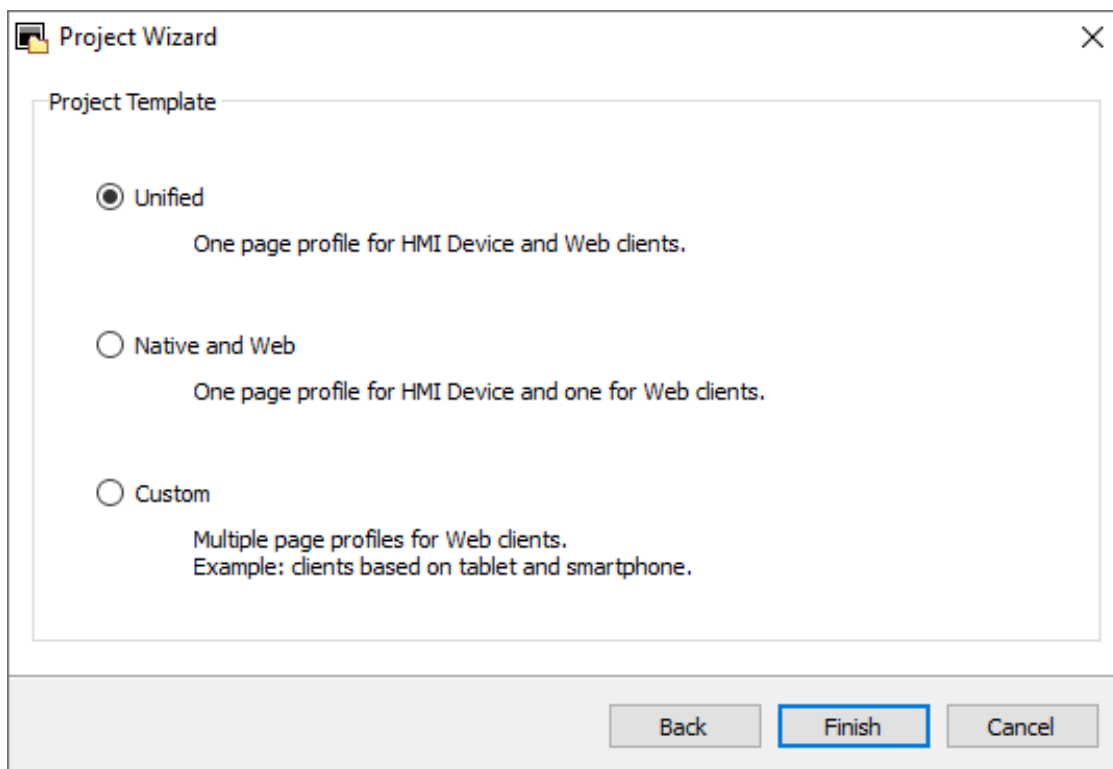 Project Wizard
Project Template
Unified
One page profile for HMI Device and Web clients.
Native and Web
One page profile for HMI Device and one for Web clients.
Custom
Multiple page profiles for Web clients.
Example: clients based on tablet and smartphone.
Back Finish Cancel